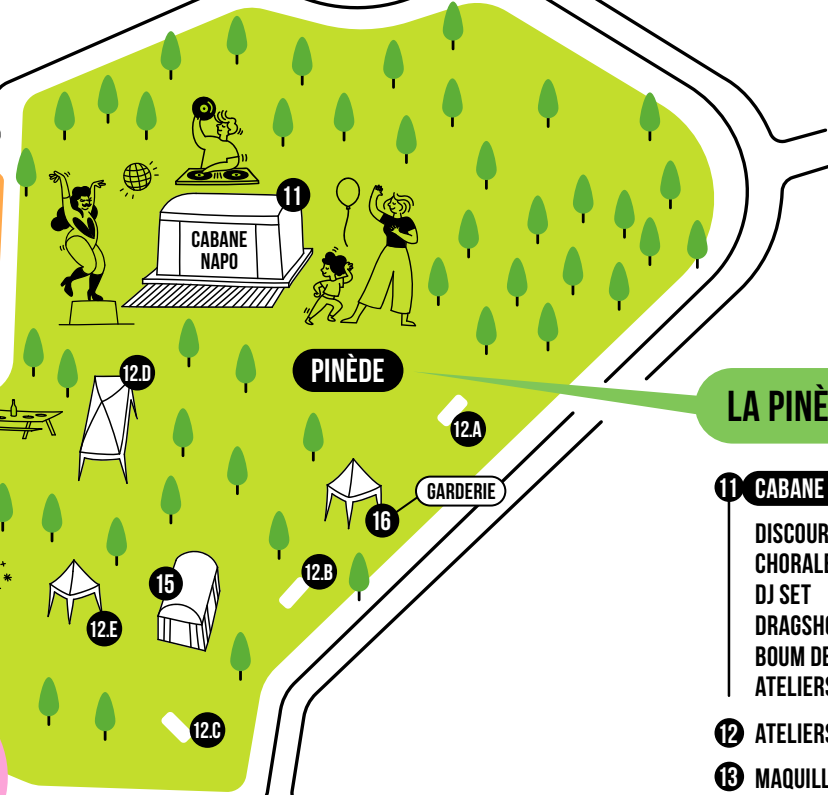 11
CABANE
NAPO
12.D
PINÈDE
12.A
GARDERIE
16
12.B
15
12.E
12.C
LA PINÈ
11 CABANE
DISCOUR
CHORALE
DJ SET
DRAGSHO
BOUM DE
ATELIERS
12 ATELIERS
13 MAQUILL